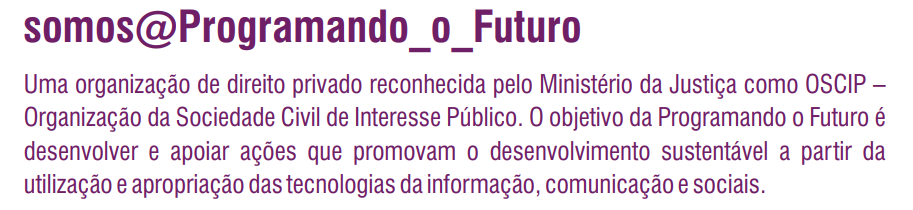 somos@Programando_o_Futuro
Uma organização de direito privado reconhecida pelo Ministério da Justiça como OSCIP –
Organização da Sociedade Civil de Interesse Público. O objetivo da Programando o Futuro é
desenvolver e apoiar ações que promovam o desenvolvimento sustentável a partir da
utilização e apropriação das tecnologias da informação, comunicação e sociais.